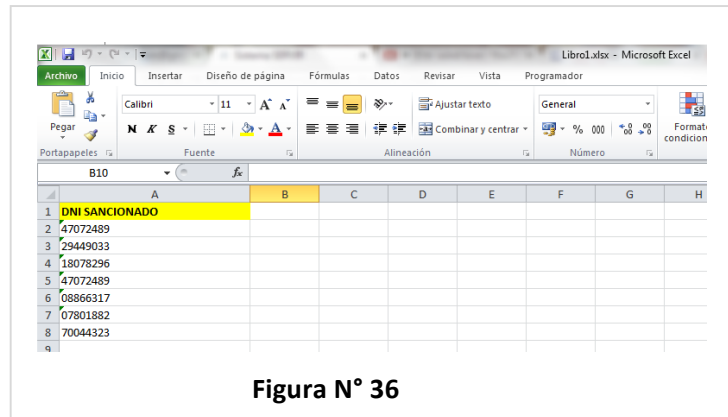 Libro1.xlsx - Microsoft Excel
Archivo Inicio Insertar Diseño de página Fórmulas Datos Revisar Vista Programador
Calibri 11 A A Ajustar texto General
Pegar N K S A Combinar y centrar % 000
Formato
condicion
Portapapeles Fuente Alineación Número
B10 fx
A B C D E F G H
1 DNI SANCIONADO
2 47072489
3 29449033
4 18078296
5 47072489
6 08866317
7 07801882
8 70044323
9
Figura N° 36